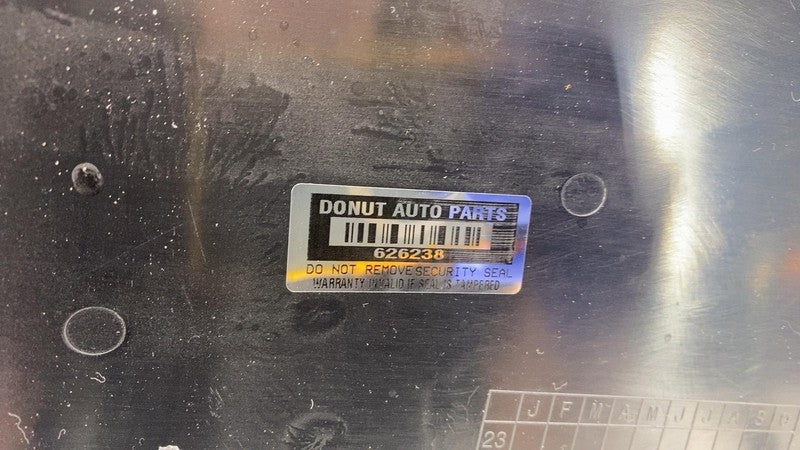 DONUT AUTO PARTS
626238
DO NOT REMOVE SECURITY SEAL
WARRANTY INVALID IF SEAL IS TAMPERED
J F M A M J J A S O
23